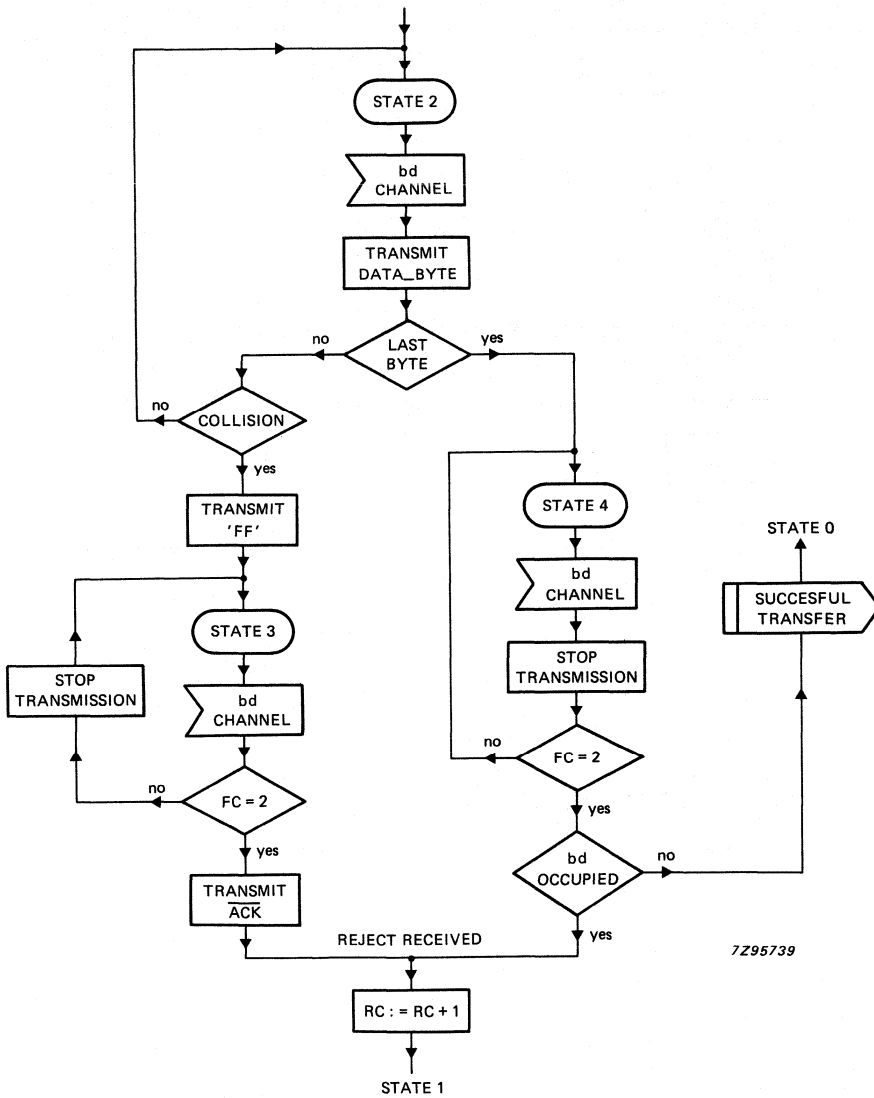 STATE 2
bd
CHANNEL
TRANSMIT
DATA_BYTE
no
LAST
BYTE
yes
no
COLLISION
yes
TRANSMIT
'FF'
STATE 3
STOP
TRANSMISSION
bd
CHANNEL
no
FC = 2
yes
TRANSMIT
ACK
STATE 4
bd
CHANNEL
STOP
TRANSMISSION
no
FC = 2
yes
bd
OCCUPIED
no
yes
STATE 0
SUCCESFUL
TRANSFER
REJECT RECEIVED
RC : = RC + 1
STATE 1
7Z95739